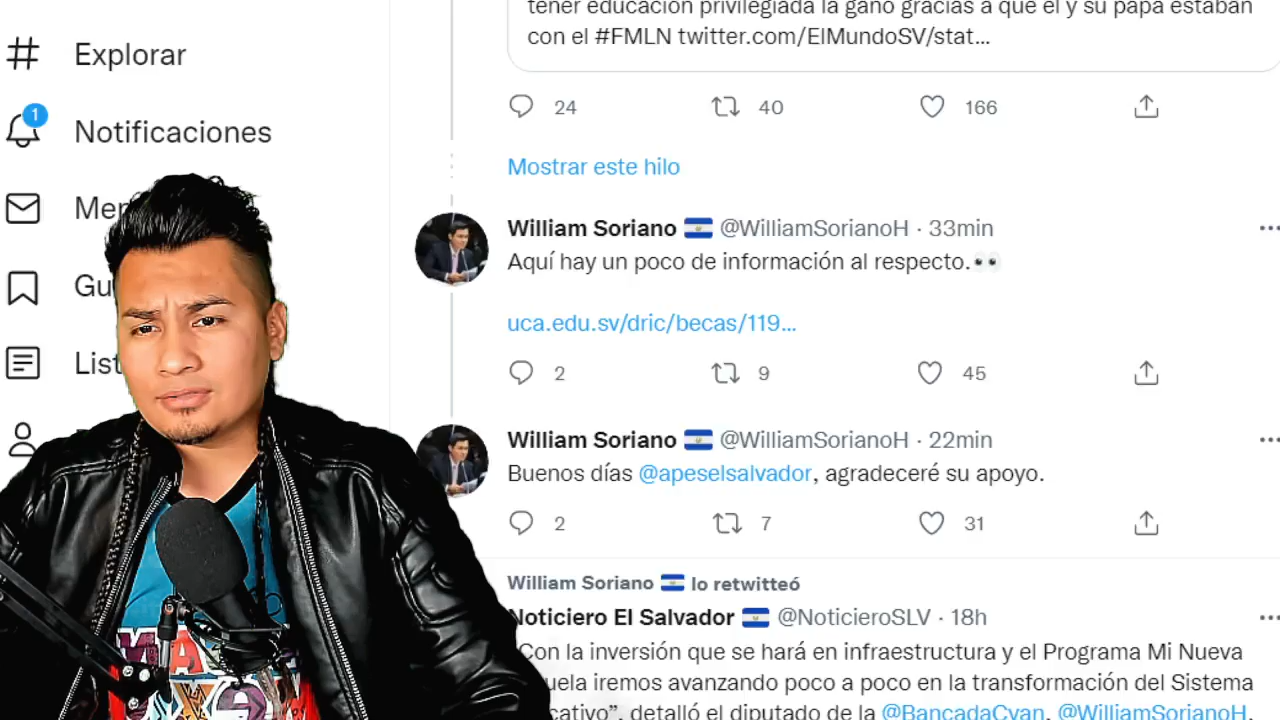 tener educación privilegiada la ganó gracias a que él y su papá estaban
con el #FMLN twitter.com/ElMundoSV/stat...
Explorar
24 40 166
1
Notificaciones
Mostrar este hilo
William Soriano @WilliamSorianoH · 33min
Aquí hay un poco de información al respecto.
uca.edu.sv/dric/becas/119...
2 9 45
William Soriano @WilliamSorianoH · 22min
Buenos días @apeselsalvador, agradeceré su apoyo.
2 7 31
William Soriano lo retwitteó
Noticiero El Salvador @NoticieroSLV · 18h
Con la inversión que se hará en infraestructura y el Programa Mi Nueva
iremos avanzando poco a poco en la transformación del Sistema
detalló el diputado de la @BancadaCyan, @WilliamSorianoH.